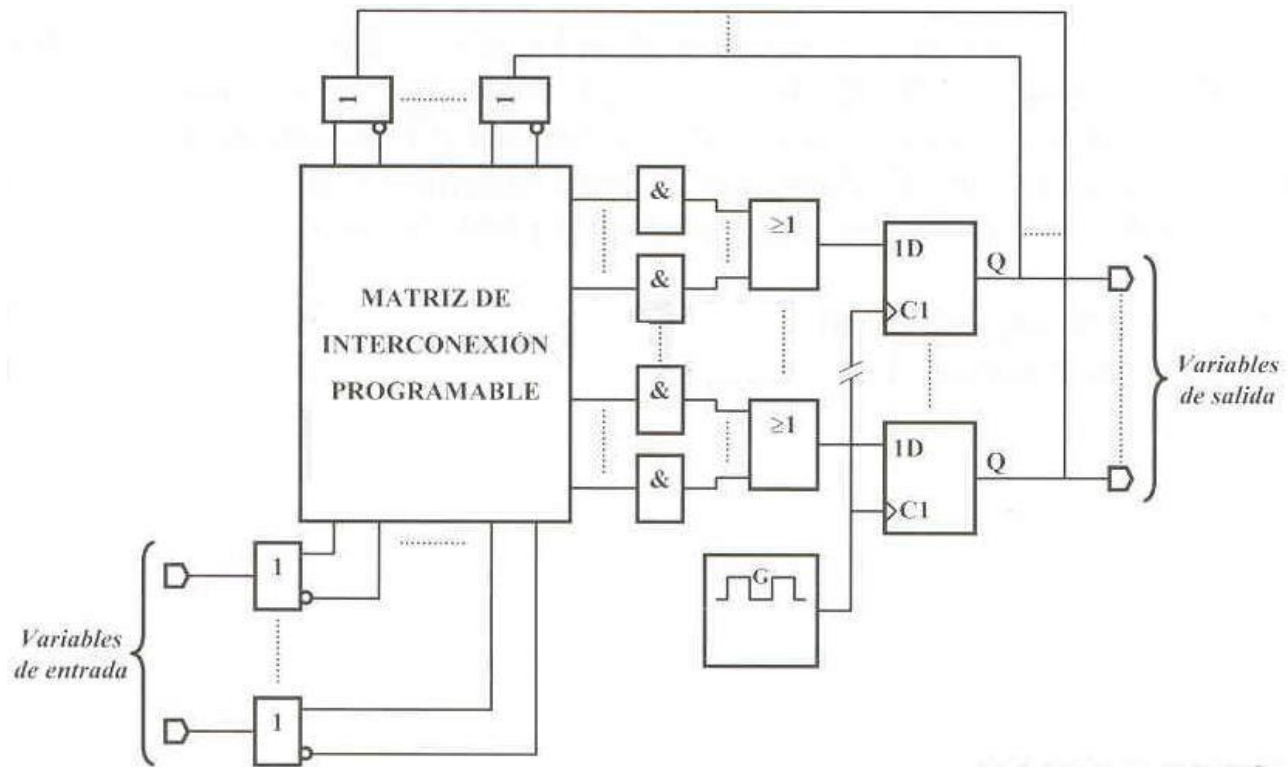 1
1
MATRIZ DE
INTERCONEXIÓN
PROGRAMABLE
&
&
&
&
≥1
≥1
1D
C1
Q
1D
C1
Q
G
Variables
de salida
1
1
Variables
de entrada